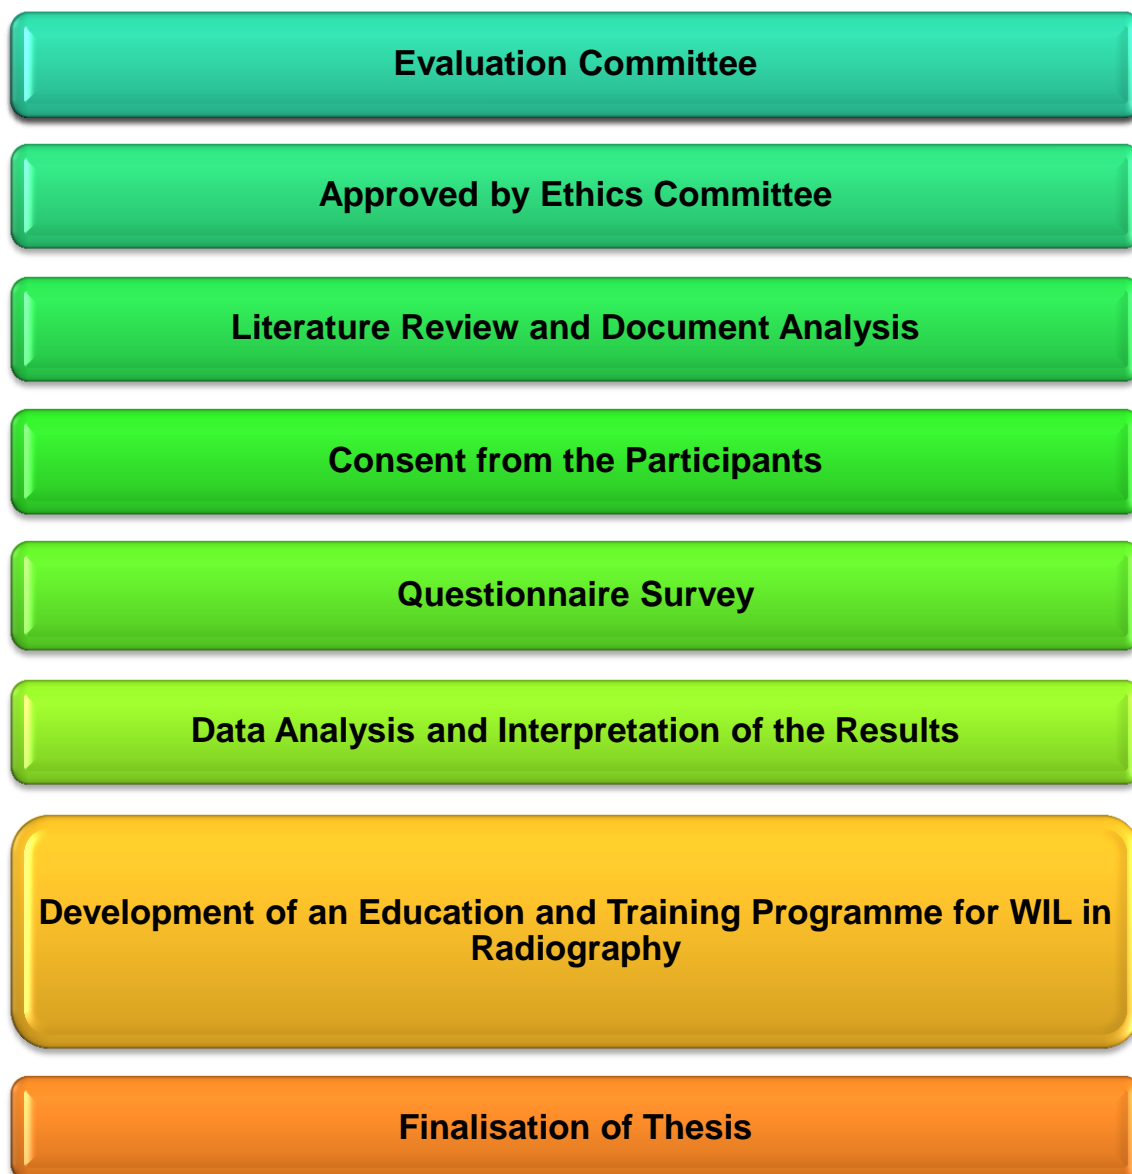 Evaluation Committee
Approved by Ethics Committee
Literature Review and Document Analysis
Consent from the Participants
Questionnaire Survey
Data Analysis and Interpretation of the Results
Development of an Education and Training Programme for WIL in
Radiography
Finalisation of Thesis